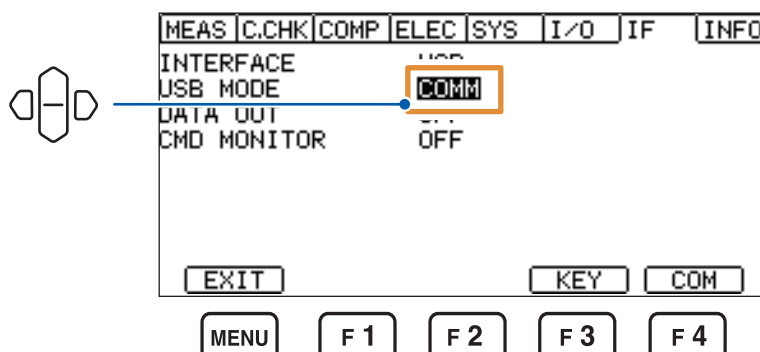 MEAS C.CHK COMP ELEC SYS I/O IF INFO
INTERFACE
USB MODE COMM
DATA OUT
CMD MONITOR OFF
EXIT KEY COM
MENU F1 F2 F3 F4